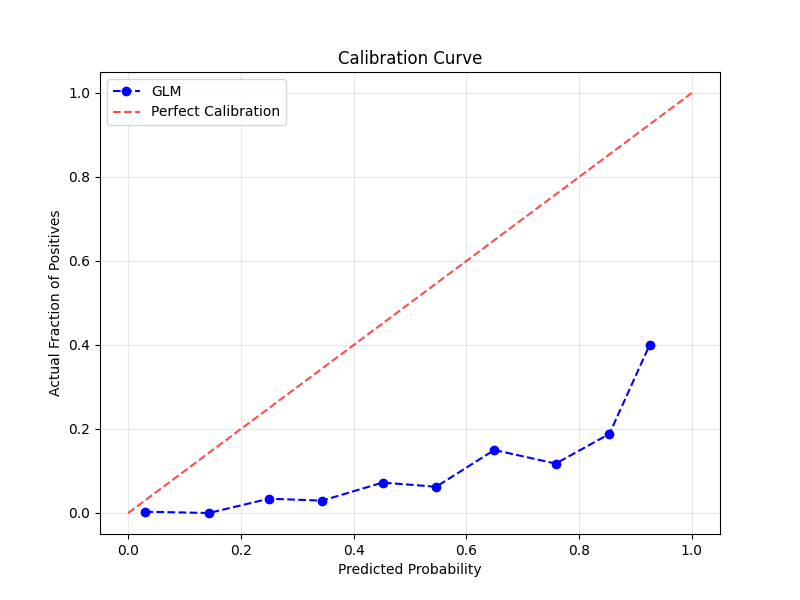 Calibration Curve
GLM
Perfect Calibration
1.0
0.8
0.6
0.4
0.2
0.0
Actual Fraction of Positives
0.0 0.2 0.4 0.6 0.8 1.0
Predicted Probability